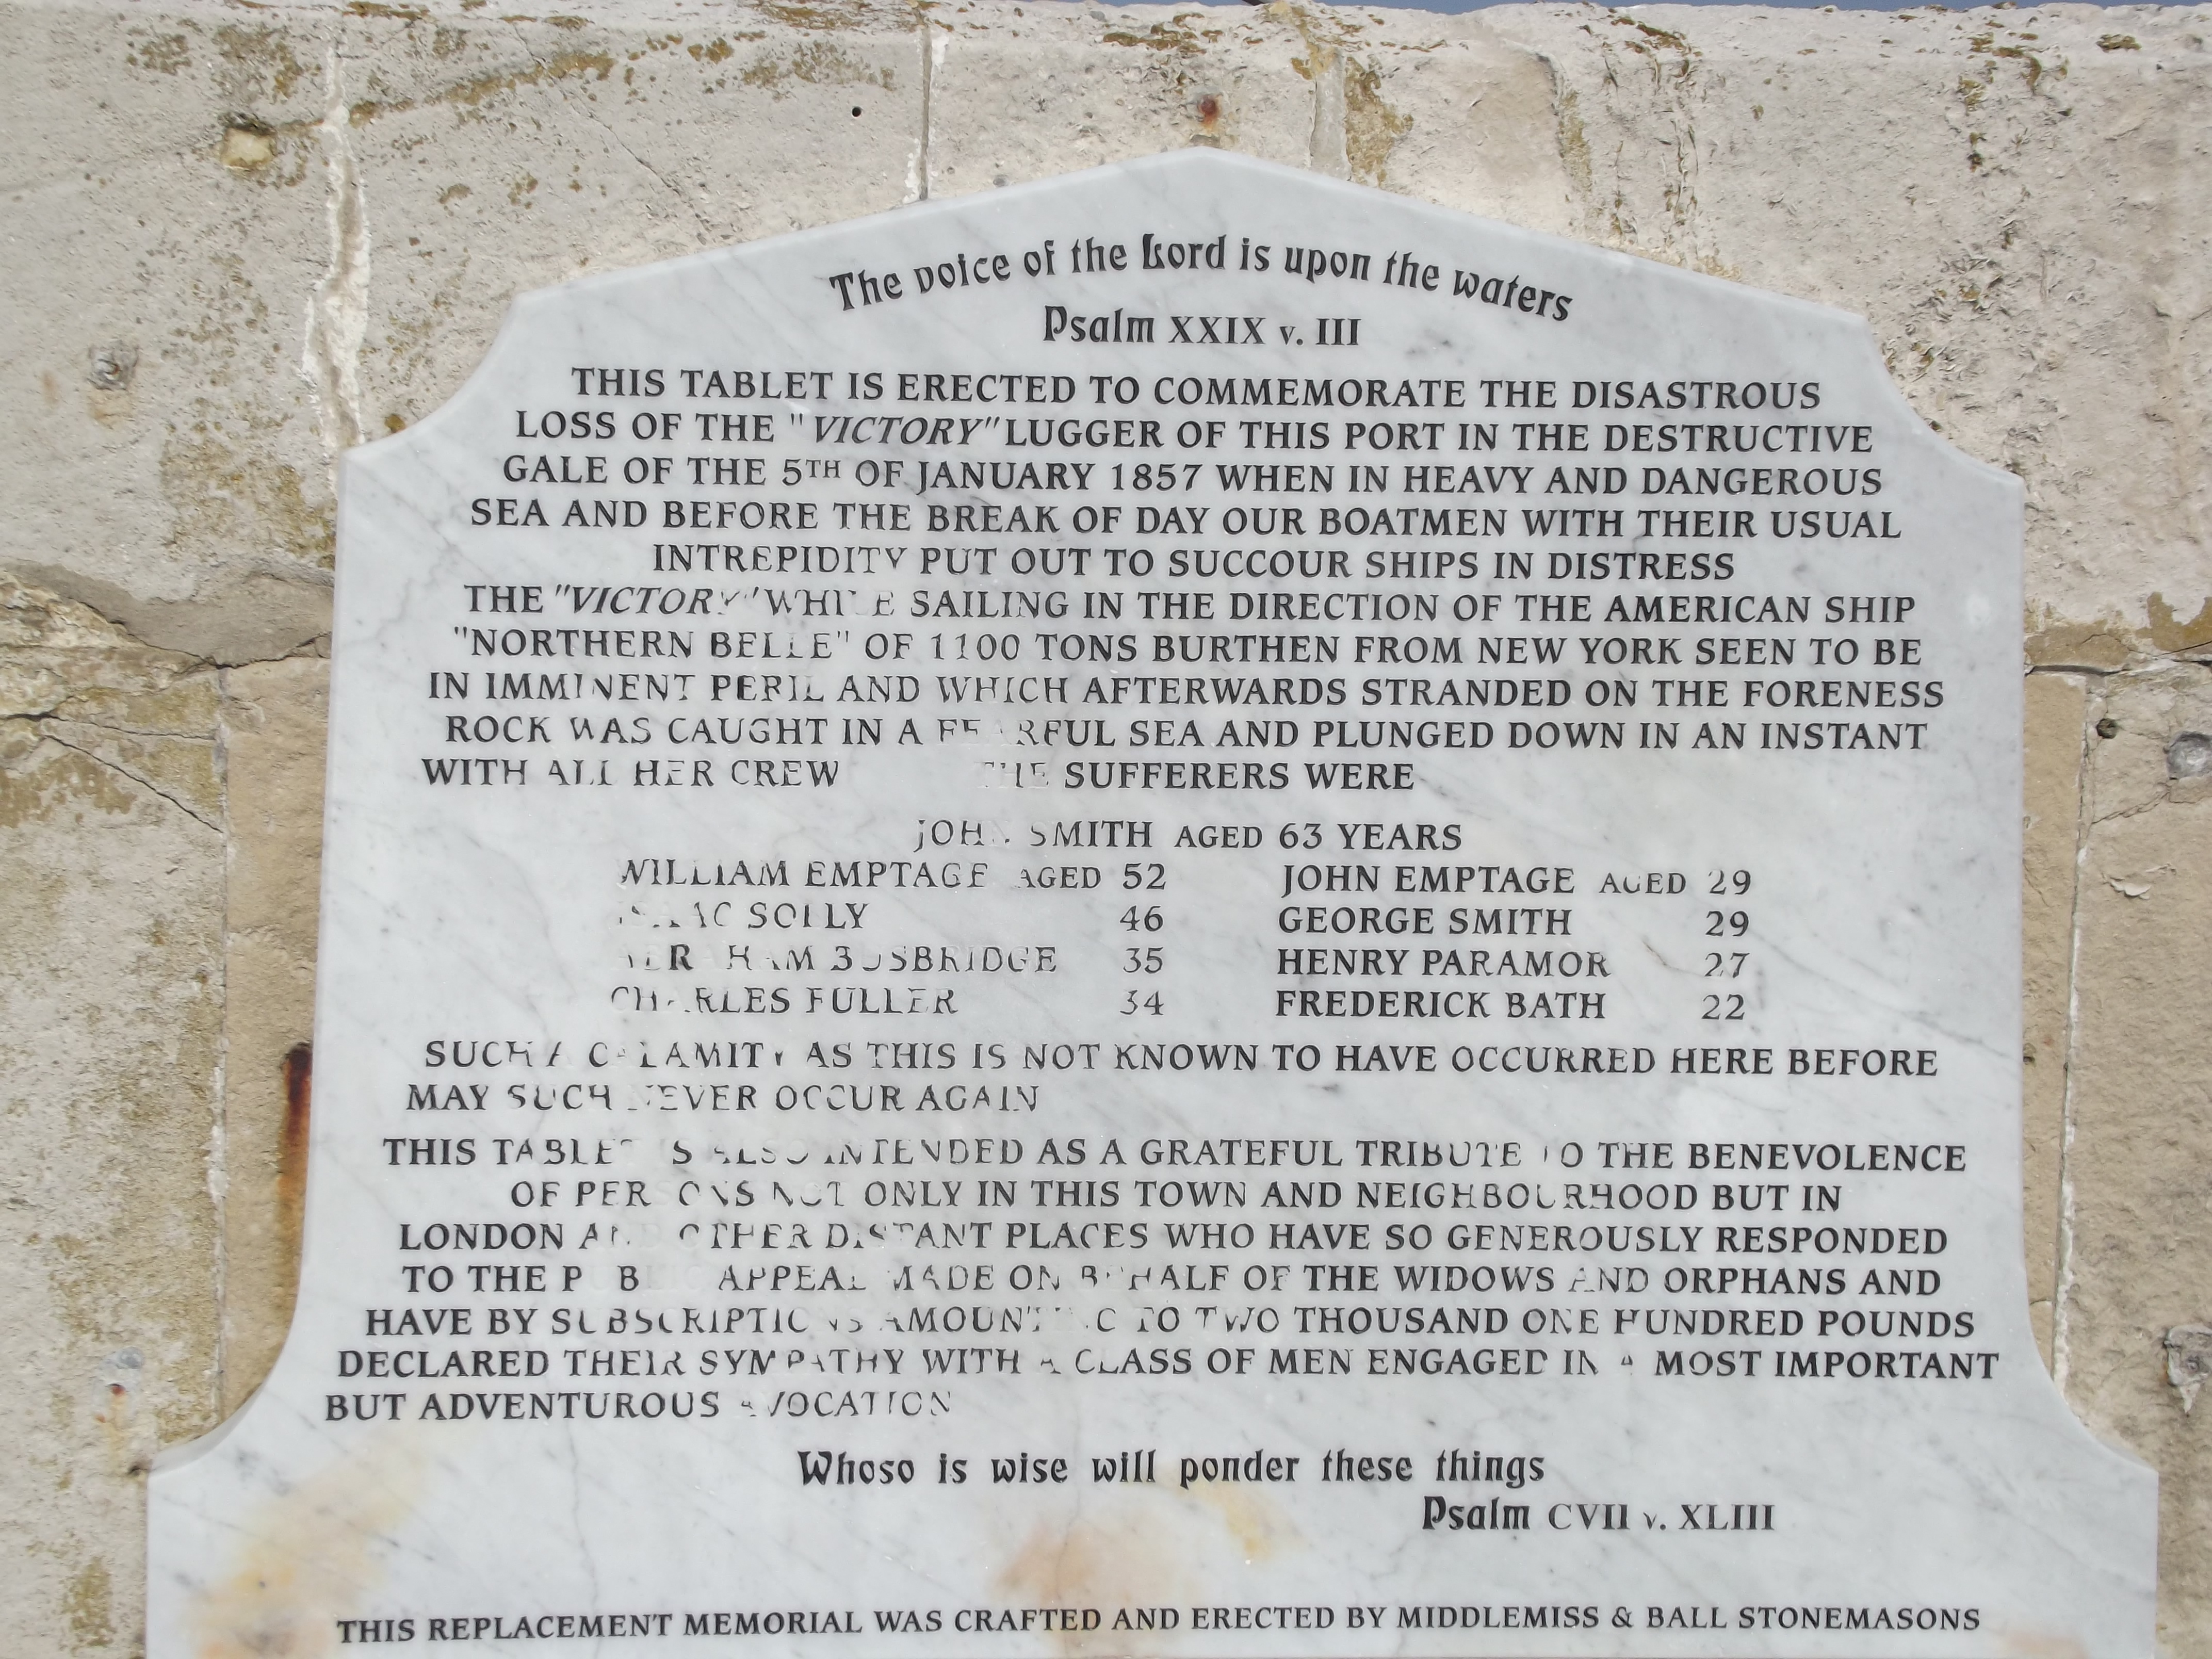 The voice of the Lord is upon the waters
Psalm XXIX v. III
THIS TABLET IS ERECTED TO COMMEMORATE THE DISASTROUS
LOSS OF THE "VICTORY" LUGGER OF THIS PORT IN THE DESTRUCTIVE
GALE OF THE 5TH OF JANUARY 1857 WHEN IN HEAVY AND DANGEROUS
SEA AND BEFORE THE BREAK OF DAY OUR BOATMEN WITH THEIR USUAL
INTREPIDITY PUT OUT TO SUCCOUR SHIPS IN DISTRESS
THE "VICTORY" WHILE SAILING IN THE DIRECTION OF THE AMERICAN SHIP
"NORTHERN BELLE" OF 1100 TONS BURTHEN FROM NEW YORK SEEN TO BE
IN IMMINENT PERIL AND WHICH AFTERWARDS STRANDED ON THE FORENESS
ROCK WAS CAUGHT IN A FEARFUL SEA AND PLUNGED DOWN IN AN INSTANT
WITH ALL HER CREW THE SUFFERERS WERE
JOHN SMITH AGED 63 YEARS
WILLIAM EMPTAGE AGED 52 JOHN EMPTAGE AGED 29
ISAAC SOLLY 46 GEORGE SMITH 29
ABRAHAM BUSBRIDGE 35 HENRY PARAMOR 27
CHARLES FULLER 34 FREDERICK BATH 22
SUCH A CALAMITY AS THIS IS NOT KNOWN TO HAVE OCCURRED HERE BEFORE
MAY SUCH NEVER OCCUR AGAIN
THIS TABLET IS ALSO INTENDED AS A GRATEFUL TRIBUTE TO THE BENEVOLENCE
OF PERSONS NOT ONLY IN THIS TOWN AND NEIGHBOURHOOD BUT IN
LONDON AND OTHER DISTANT PLACES WHO HAVE SO GENEROUSLY RESPONDED
TO THE PUBLIC APPEAL MADE ON BEHALF OF THE WIDOWS AND ORPHANS AND
HAVE BY SUBSCRIPTIONS AMOUNTING TO TWO THOUSAND ONE HUNDRED POUNDS
DECLARED THEIR SYMPATHY WITH A CLASS OF MEN ENGAGED IN A MOST IMPORTANT
BUT ADVENTUROUS AVOCATION
Whoso is wise will ponder these things
Psalm CVII v. XLIII
THIS REPLACEMENT MEMORIAL WAS CRAFTED AND ERECTED BY MIDDLEMISS & BALL STONEMASONS